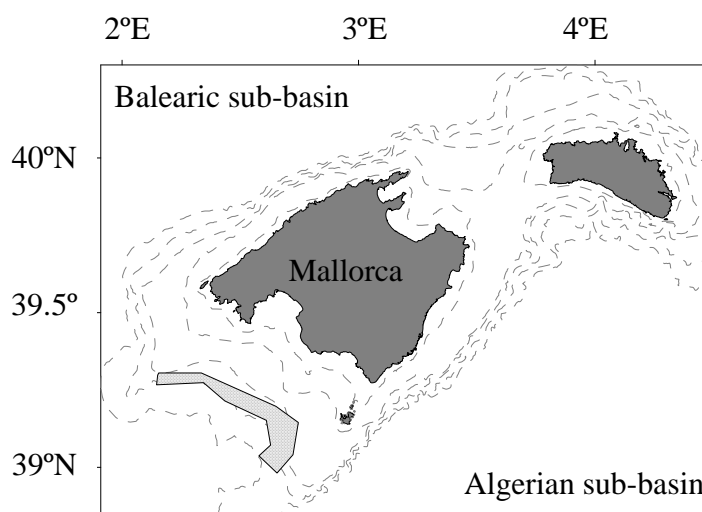 2ºE 3ºE 4ºE
Balearic sub-basin
40ºN
Mallorca
39.5º
39ºN
Algerian sub-basin